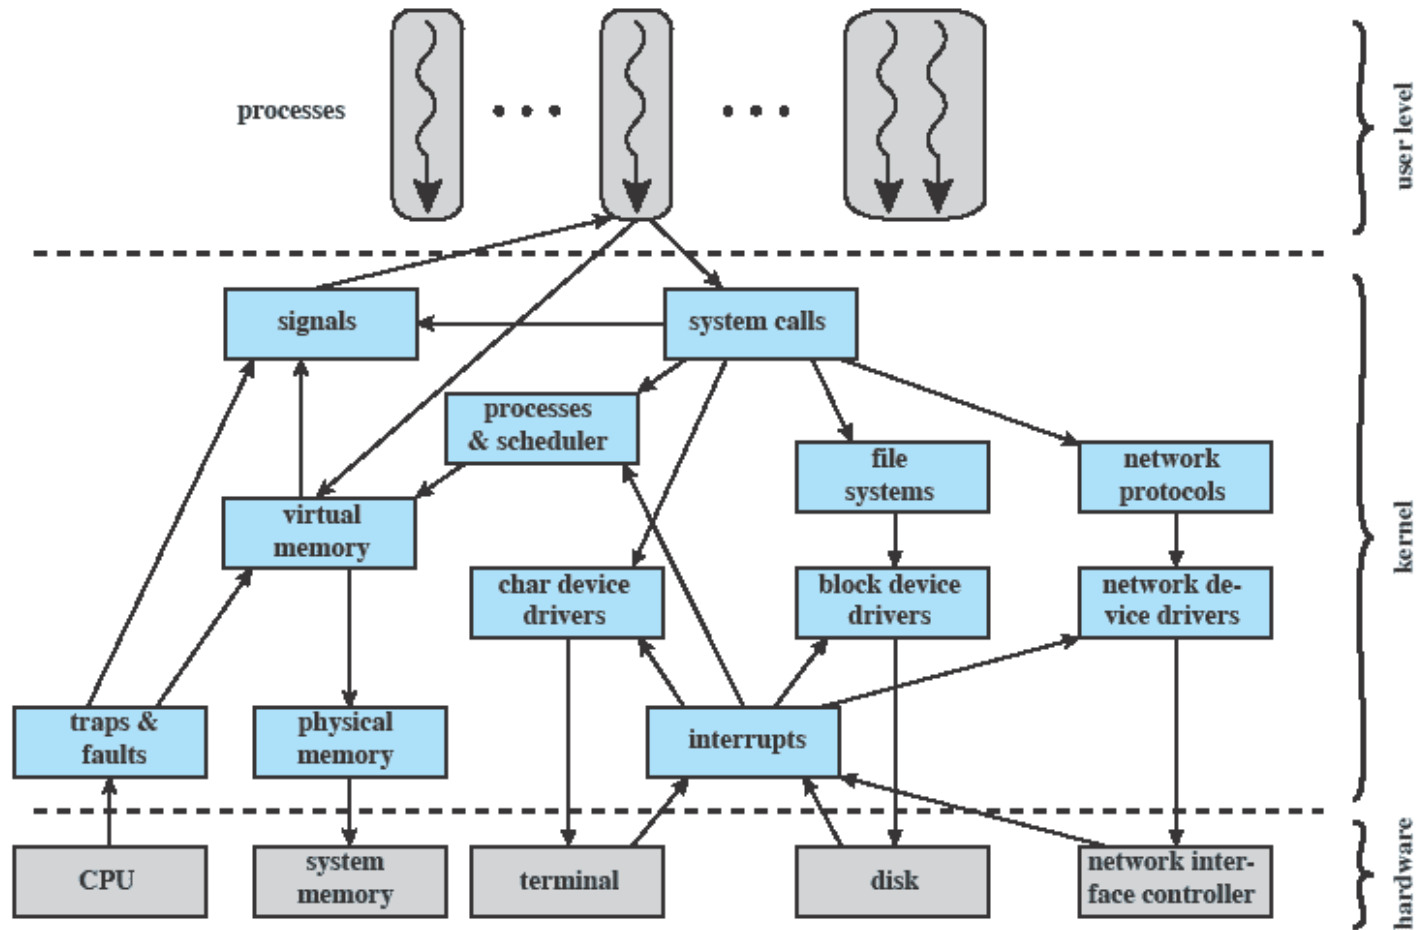 processes
user level
signals
system calls
processes
& scheduler
file
systems
network
protocols
virtual
memory
kernel
char device
drivers
block device
drivers
network de-
vice drivers
traps &
faults
physical
memory
interrupts
CPU
system
memory
terminal
disk
network inter-
face controller
hardware